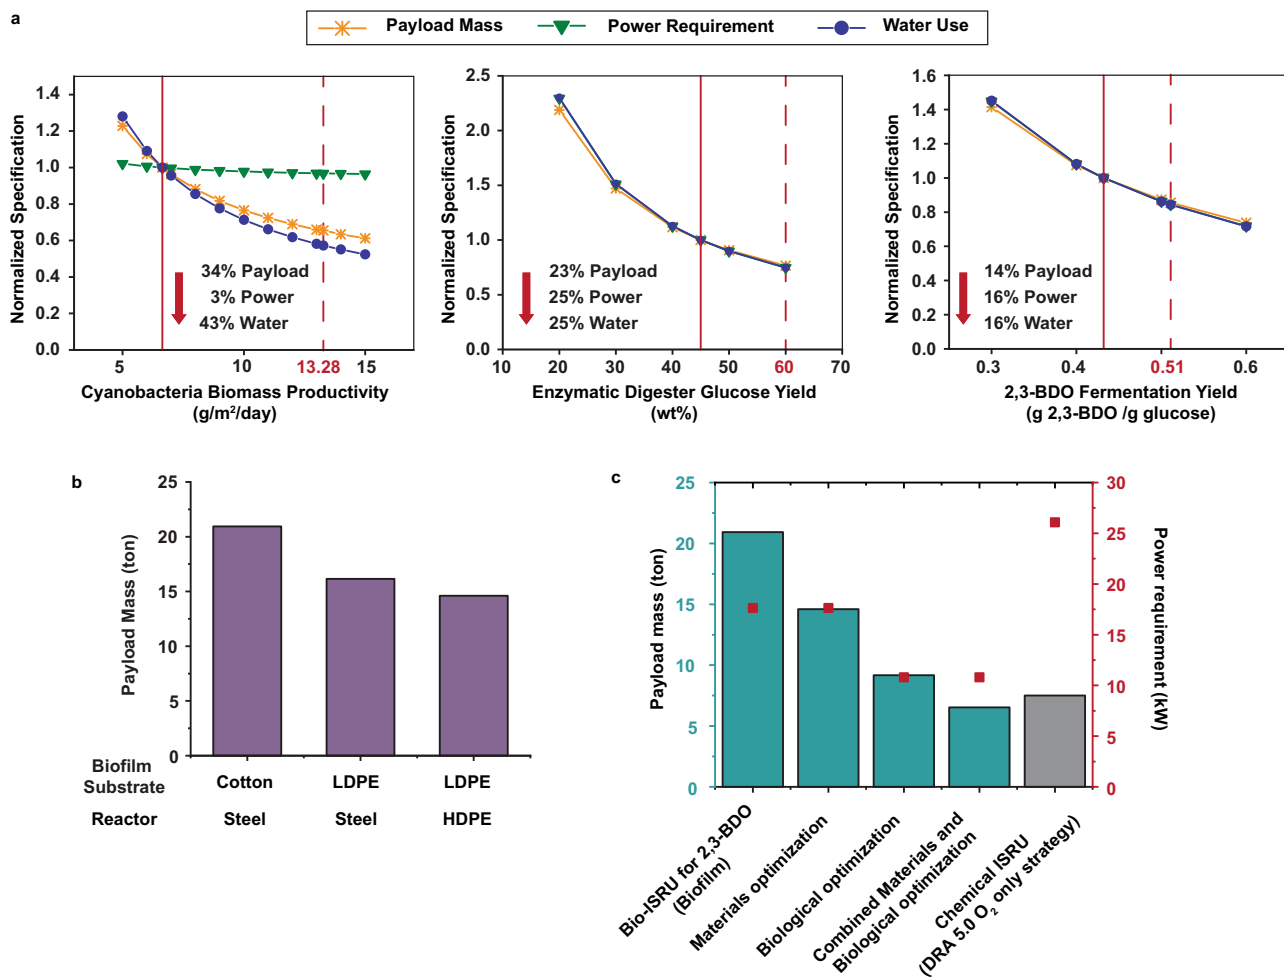 a
Payload Mass
Power Requirement
Water Use
Normalized Specification
1.4
1.2
1.0
0.8
0.6
0.4
0.2
0.0
34% Payload
3% Power
43% Water
5
10
13.28
15
Cyanobacteria Biomass Productivity
(g/m²/day)
Normalized Specification
2.5
2.0
1.5
1.0
0.5
0.0
23% Payload
25% Power
25% Water
10
20
30
40
50
60
70
Enzymatic Digester Glucose Yield
(wt%)
Normalized Specification
1.6
1.4
1.2
1.0
0.8
0.6
0.4
0.2
0.0
14% Payload
16% Power
16% Water
0.3
0.4
0.51
0.6
2,3-BDO Fermentation Yield
(g 2,3-BDO /g glucose)
b
Payload Mass (ton)
25
20
15
10
5
0
Biofilm
Substrate
Cotton
LDPE
LDPE
Reactor
Steel
Steel
HDPE
c
Payload mass (ton)
25
20
15
10
5
0
30
25
20
15
10
5
0
Power requirement (kW)
Bio-ISRU for 2,3-BDO
(Biofilm)
Materials optimization
Biological optimization
Combined Materials and
Biological optimization
Chemical ISRU
(DRA 5.0 O₂ only strategy)